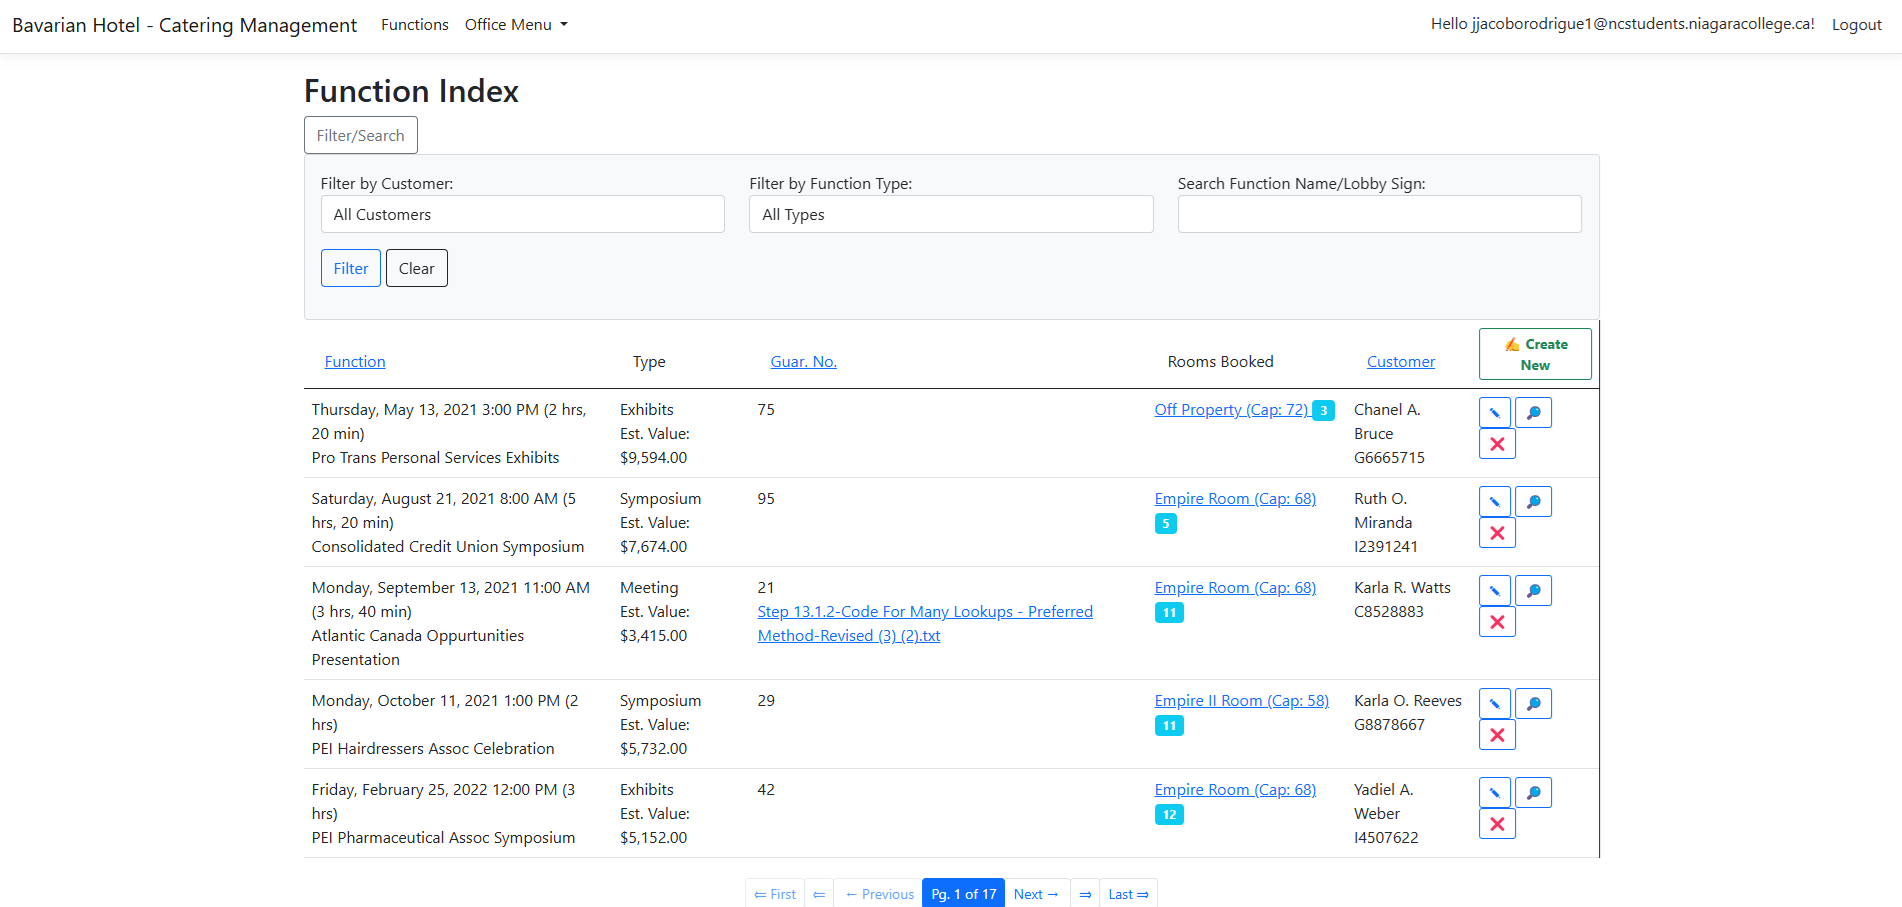 Bavarian Hotel - Catering Management Functions Office Menu Hello jjacoborodrigue1@ncstudents.niagaracollege.ca! Logout
Function Index
Filter/Search
Filter by Customer: Filter by Function Type: Search Function Name/Lobby Sign:
All Customers All Types
Filter Clear
Function Type Guar. No. Rooms Booked Customer ✍ Create
New
Thursday, May 13, 2021 3:00 PM (2 hrs, Exhibits 75 Off Property (Cap: 72) 3 Chanel A.
20 min) Est. Value: Bruce
Pro Trans Personal Services Exhibits $9,594.00 G6665715
Saturday, August 21, 2021 8:00 AM (5 Symposium 95 Empire Room (Cap: 68) Ruth O.
hrs, 20 min) Est. Value: 5 Miranda
Consolidated Credit Union Symposium $7,674.00 I2391241
Monday, September 13, 2021 11:00 AM Meeting 21 Empire Room (Cap: 68) Karla R. Watts
(3 hrs, 40 min) Est. Value: Step 13.1.2-Code For Many Lookups - Preferred 11 C8528883
Atlantic Canada Oppurtunities $3,415.00 Method-Revised (3) (2).txt
Presentation
Monday, October 11, 2021 1:00 PM (2 Symposium 29 Empire II Room (Cap: 58) Karla O. Reeves
hrs) Est. Value: 11 G8878667
PEI Hairdressers Assoc Celebration $5,732.00
Friday, February 25, 2022 12:00 PM (3 Exhibits 42 Empire Room (Cap: 68) Yadiel A.
hrs) Est. Value: 12 Weber
PEI Pharmaceutical Assoc Symposium $5,152.00 I4507622
⇐ First ⇐ ← Previous Pg. 1 of 17 Next → ⇒ Last ⇒